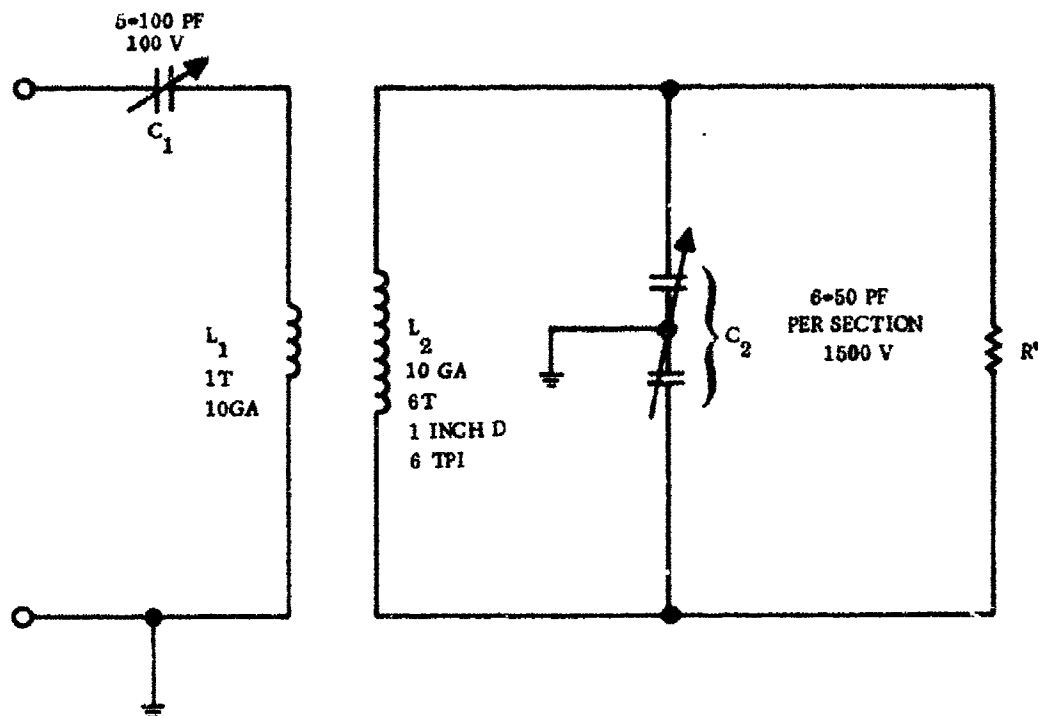 5-100 PF
100 V
C1
L1
1T
10GA
L2
10 GA
6T
1 INCH D
6 TPI
C2
6-50 PF
PER SECTION
1500 V
R'